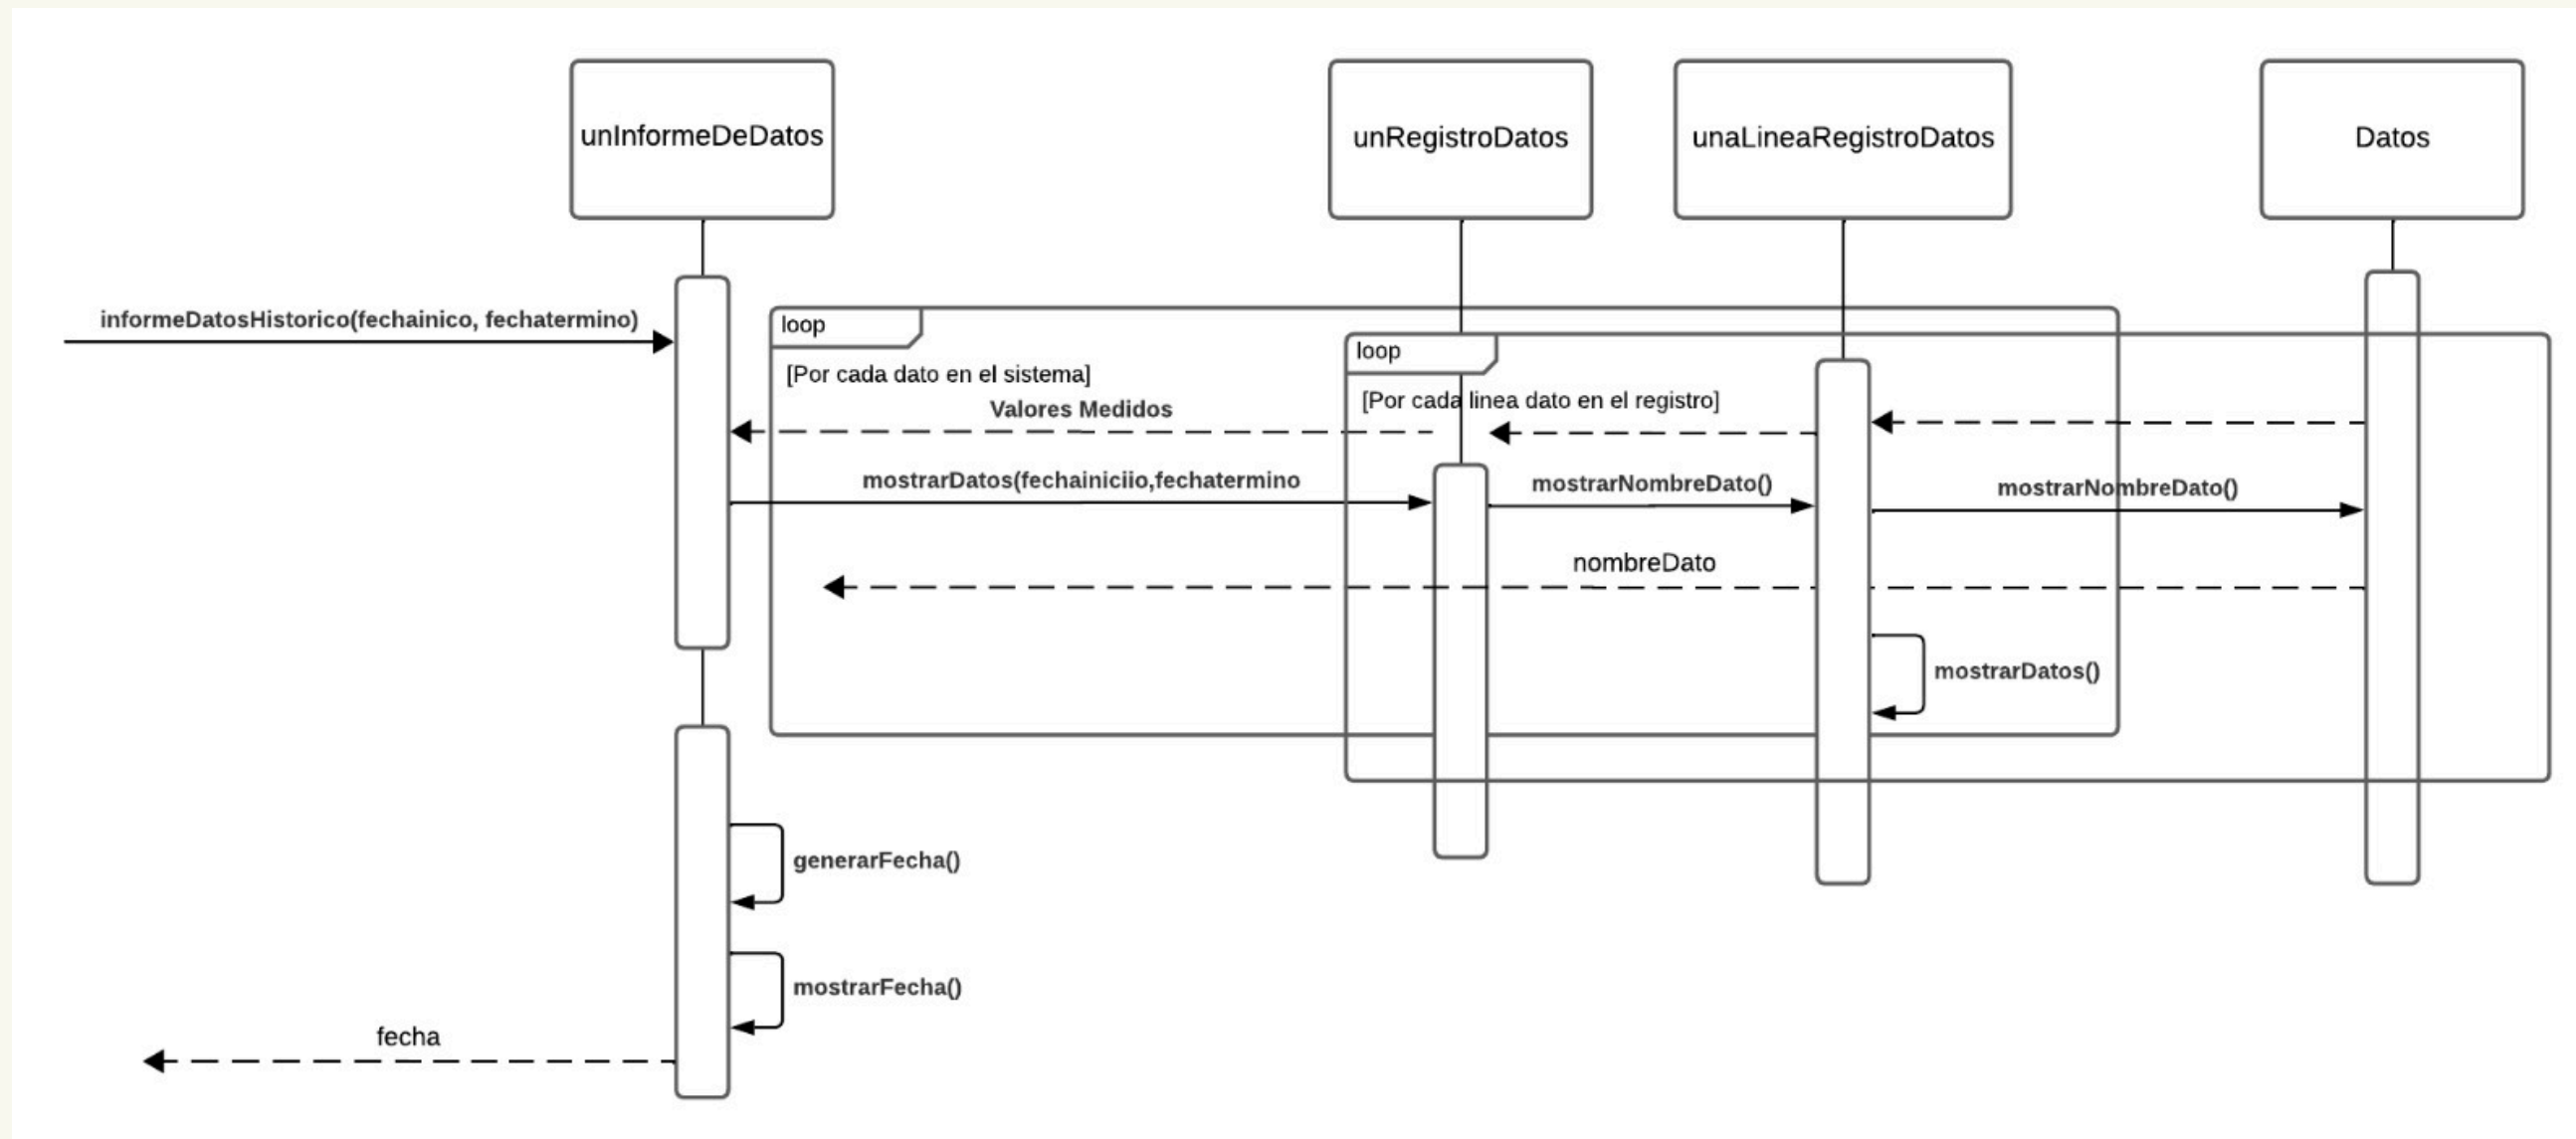 unInformeDeDatos
unRegistroDatos
unaLineaRegistroDatos
Datos
informeDatosHistorico(fechainico, fechatermino)
loop
loop
[Por cada dato en el sistema]
[Por cada linea dato en el registro]
Valores Medidos
mostrarDatos(fechainiciio,fechatermino
mostrarNombreDato()
mostrarNombreDato()
nombreDato
mostrarDatos()
generarFecha()
mostrarFecha()
fecha